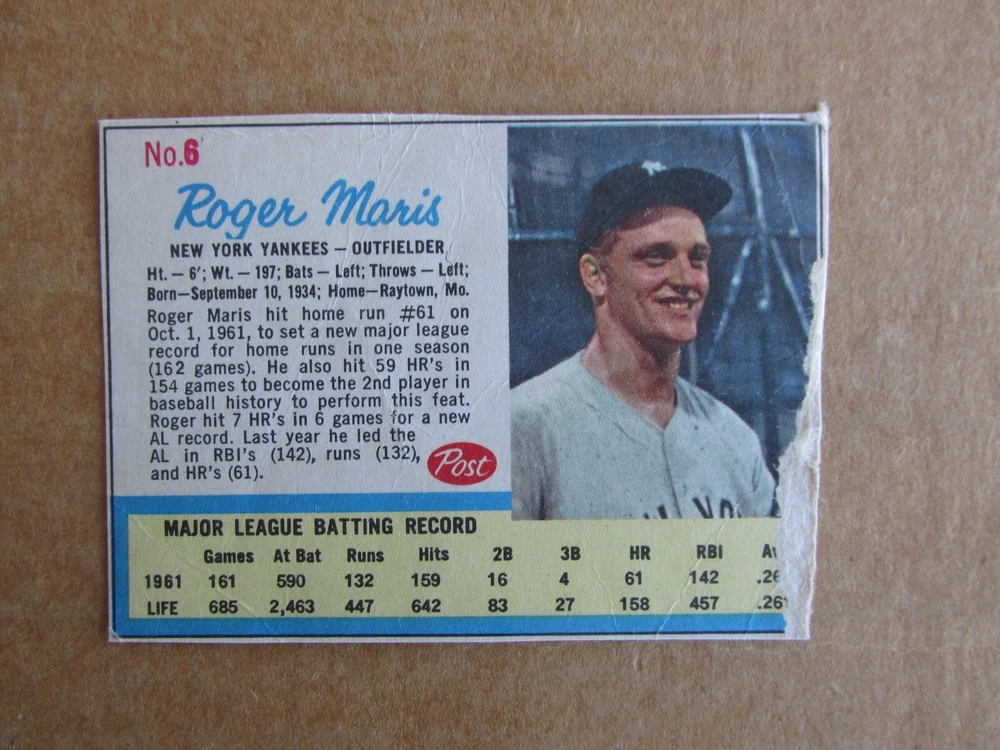 No.6
Roger Maris
NEW YORK YANKEES — OUTFIELDER
Ht. — 6'; Wt. — 197; Bats — Left; Throws — Left;
Born—September 10, 1934; Home—Raytown, Mo.
Roger Maris hit home run #61 on
Oct. 1, 1961, to set a new major league
record for home runs in one season
(162 games). He also hit 59 HR's in
154 games to become the 2nd player in
baseball history to perform this feat.
Roger hit 7 HR's in 6 games for a new
AL record. Last year he led the
AL in RBI's (142), runs (132),
and HR's (61).
Post
MAJOR LEAGUE BATTING RECORD
Games At Bat Runs Hits 2B 3B HR RBI
1961 161 590 132 159 16 4 61 142
LIFE 685 2,463 447 642 83 27 158 457